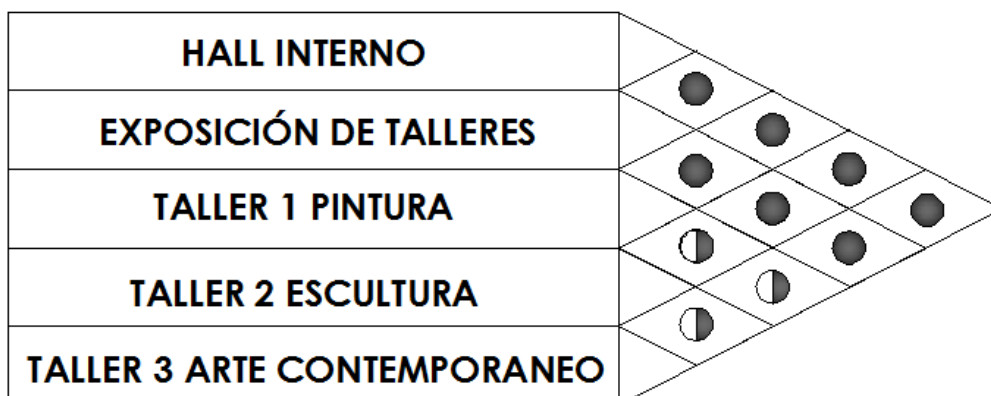 HALL INTERNO
EXPOSICIÓN DE TALLERES
TALLER 1 PINTURA
TALLER 2 ESCULTURA
TALLER 3 ARTE CONTEMPORANEO